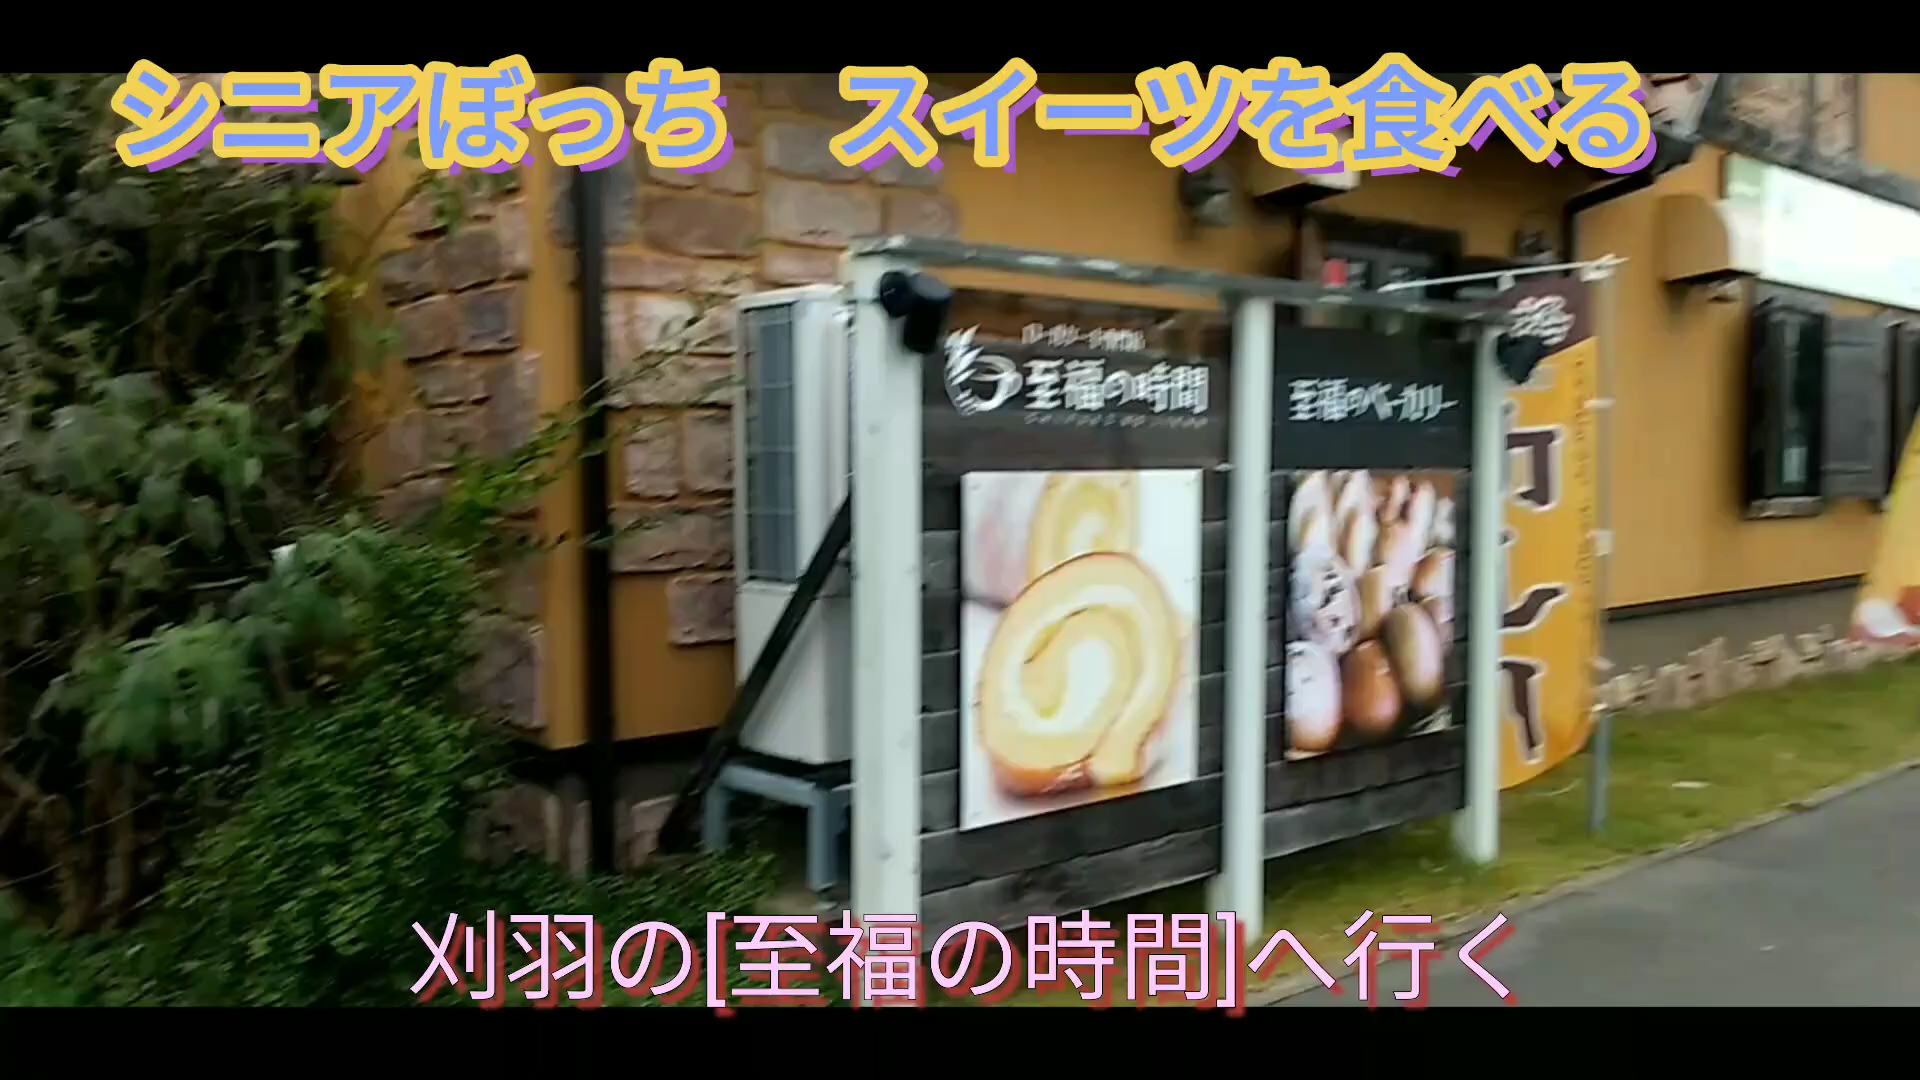 シニアぼっち　スイーツを食べる
至福の時間
至福のベーカリー
刈羽の[至福の時間]へ行く